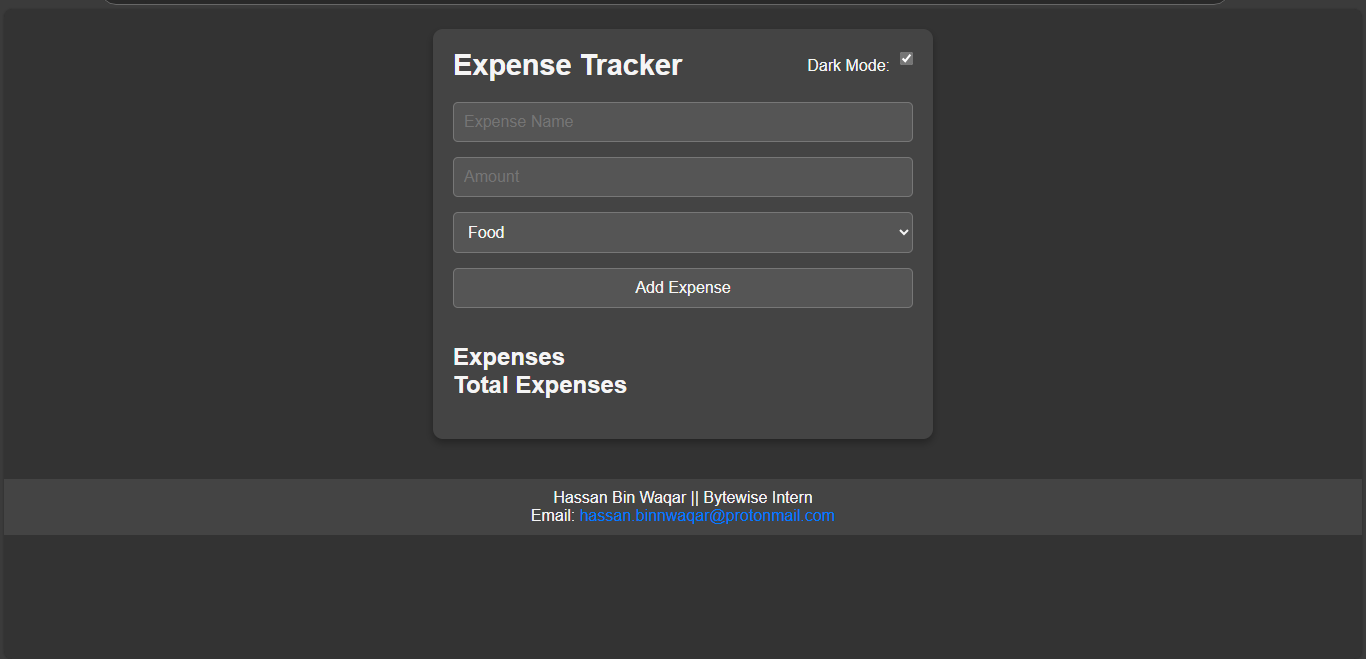 Expense Tracker
Dark Mode:
Expense Name
Amount
Food
Add Expense
Expenses
Total Expenses
Hassan Bin Waqar || Bytewise Intern
Email: hassan.binnwaqar@protonmail.com